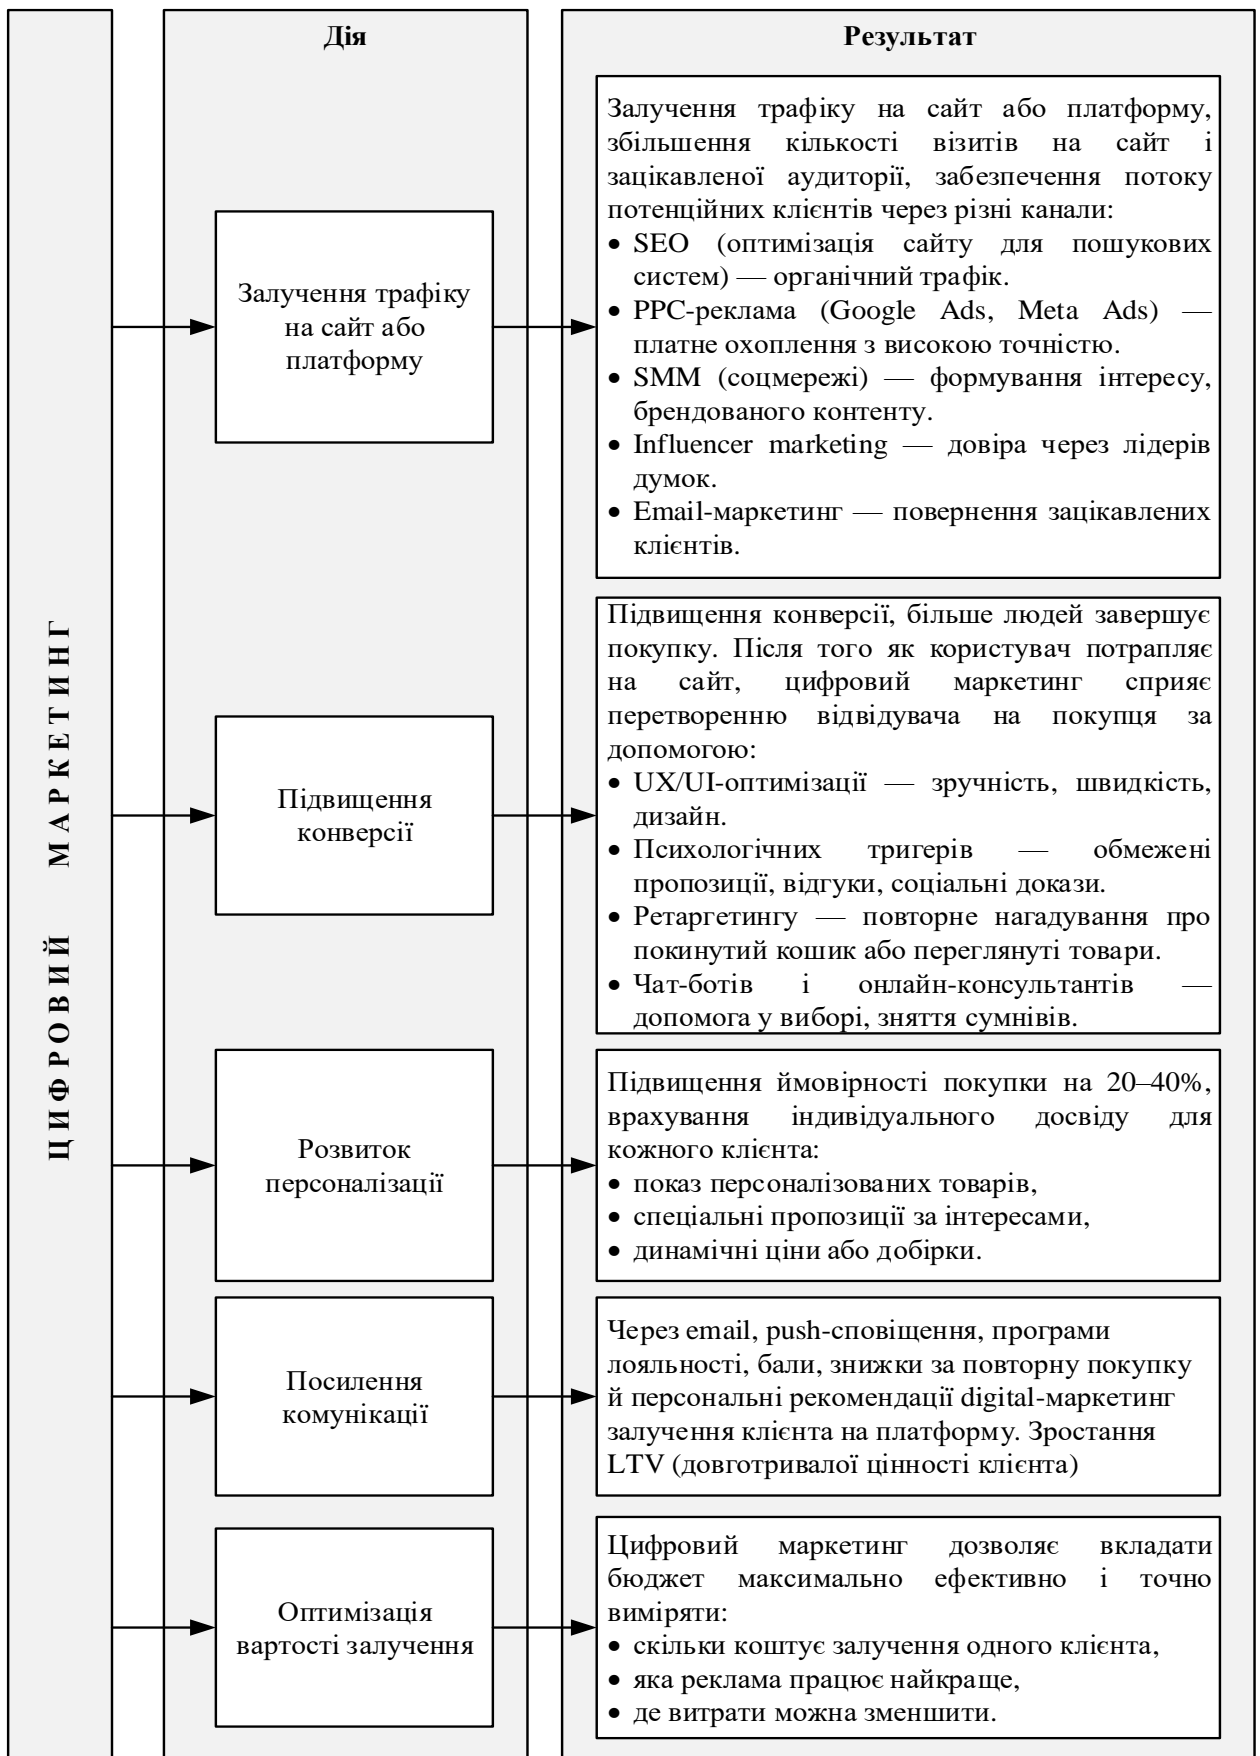 ЦИФРОВИЙ МАРКЕТИНГ
Дія
Результат
Залучення трафіку
на сайт або
платформу
Залучення трафіку на сайт або платформу,
збільшення кількості візитів на сайт і
зацікавленої аудиторії, забезпечення потоку
потенційних клієнтів через різні канали:
• SEO (оптимізація сайту для пошукових
систем) — органічний трафік.
• PPC-реклама (Google Ads, Meta Ads) —
платне охоплення з високою точністю.
• SMM (соцмережі) — формування інтересу,
брендованого контенту.
• Influencer marketing — довіра через лідерів
думок.
• Email-маркетинг — повернення зацікавлених
клієнтів.
Підвищення
конверсії
Підвищення конверсії, більше людей завершує
покупку. Після того як користувач потрапляє
на сайт, цифровий маркетинг сприяє
перетворенню відвідувача на покупця за
допомогою:
• UX/UI-оптимізації — зручність, швидкість,
дизайн.
• Психологічних тригерів — обмежені
пропозиції, відгуки, соціальні докази.
• Ретаргетингу — повторне нагадування про
покинутий кошик або переглянуті товари.
• Чат-ботів і онлайн-консультантів —
допомога у виборі, зняття сумнівів.
Розвиток
персоналізації
Підвищення ймовірності покупки на 20–40%,
врахування індивідуального досвіду для
кожного клієнта:
• показ персоналізованих товарів,
• спеціальні пропозиції за інтересами,
• динамічні ціни або добірки.
Посилення
комунікації
Через email, push-сповіщення, програми
лояльності, бали, знижки за повторну покупку
й персональні рекомендації digital-маркетинг
залучення клієнта на платформу. Зростання
LTV (довготривалої цінності клієнта)
Оптимізація
вартості залучення
Цифровий маркетинг дозволяє вкладати
бюджет максимально ефективно і точно
виміряти:
• скільки коштує залучення одного клієнта,
• яка реклама працює найкраще,
• де витрати можна зменшити.